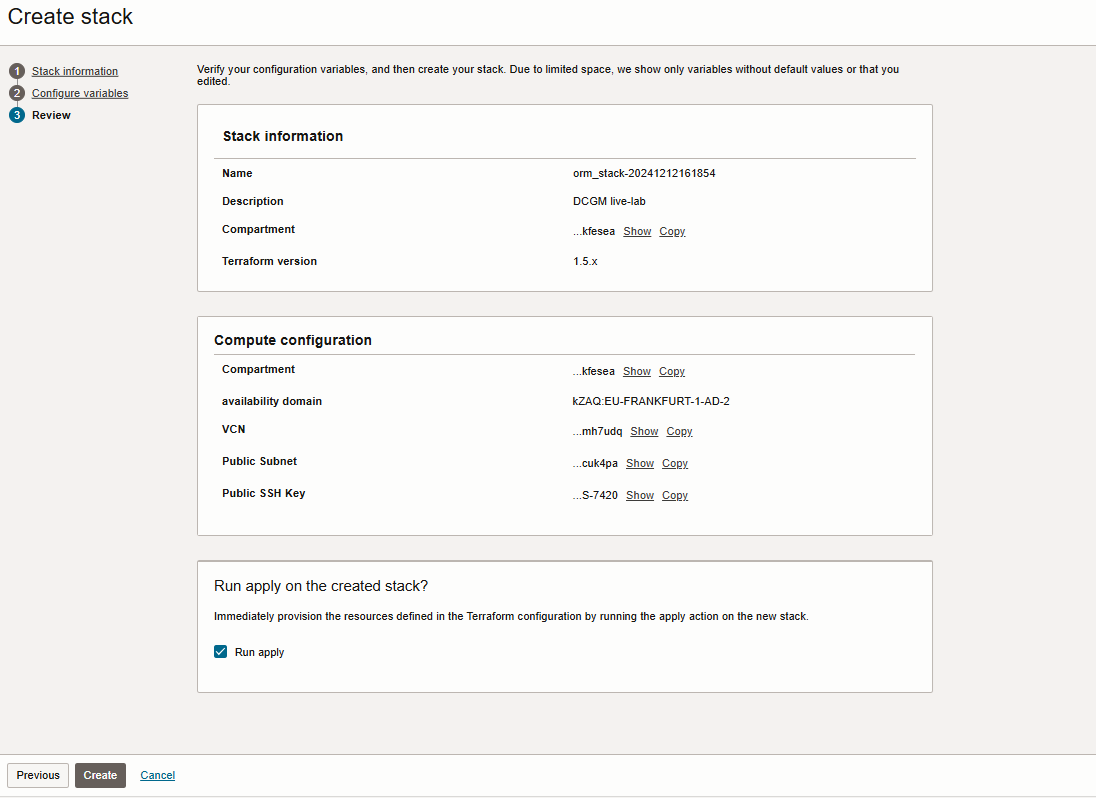 Create stack
1 Stack information
2 Configure variables
3 Review
Verify your configuration variables, and then create your stack. Due to limited space, we show only variables without default values or that you
edited.
Stack information
Name orm_stack-20241212161854
Description DCGM live-lab
Compartment ...kfesea Show Copy
Terraform version 1.5.x
Compute configuration
Compartment ...kfesea Show Copy
availability domain kZAQ:EU-FRANKFURT-1-AD-2
VCN ...mh7udq Show Copy
Public Subnet ...cuk4pa Show Copy
Public SSH Key ...S-7420 Show Copy
Run apply on the created stack?
Immediately provision the resources defined in the Terraform configuration by running the apply action on the new stack.
Run apply
Previous Create Cancel